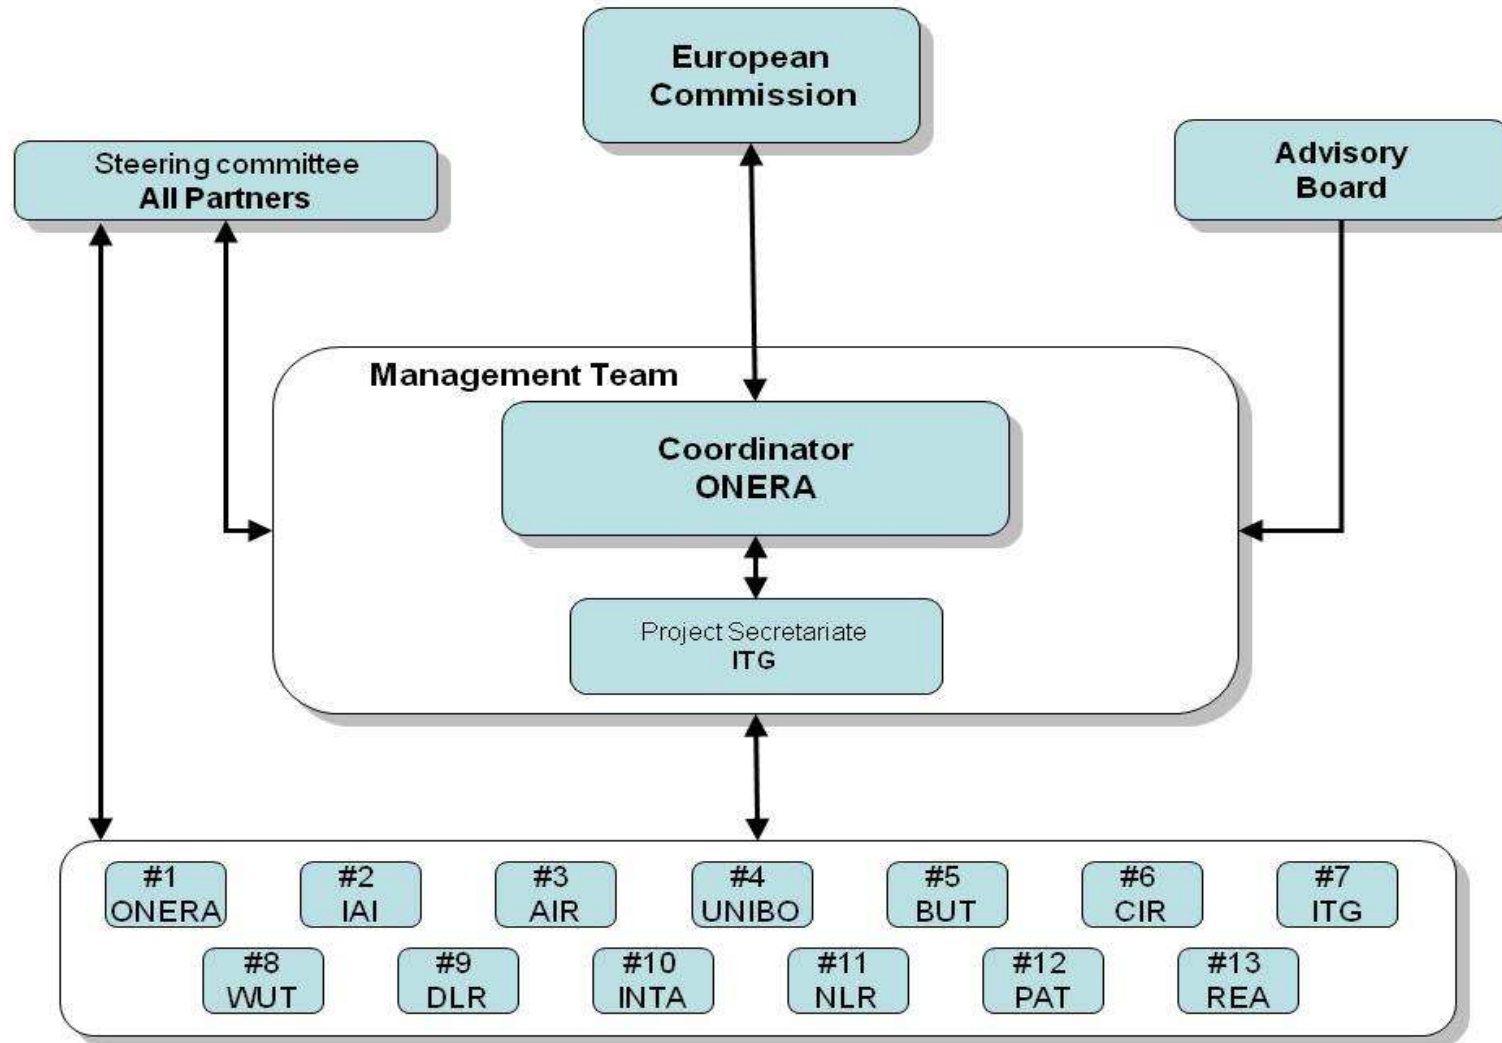 European
Commission
Steering committee
All Partners
Advisory
Board
Management Team
Coordinator
ONERA
Project Secretariate
ITG
#1
ONERA
#2
IAI
#3
AIR
#4
UNIBO
#5
BUT
#6
CIR
#7
ITG
#8
WUT
#9
DLR
#10
INTA
#11
NLR
#12
PAT
#13
REA